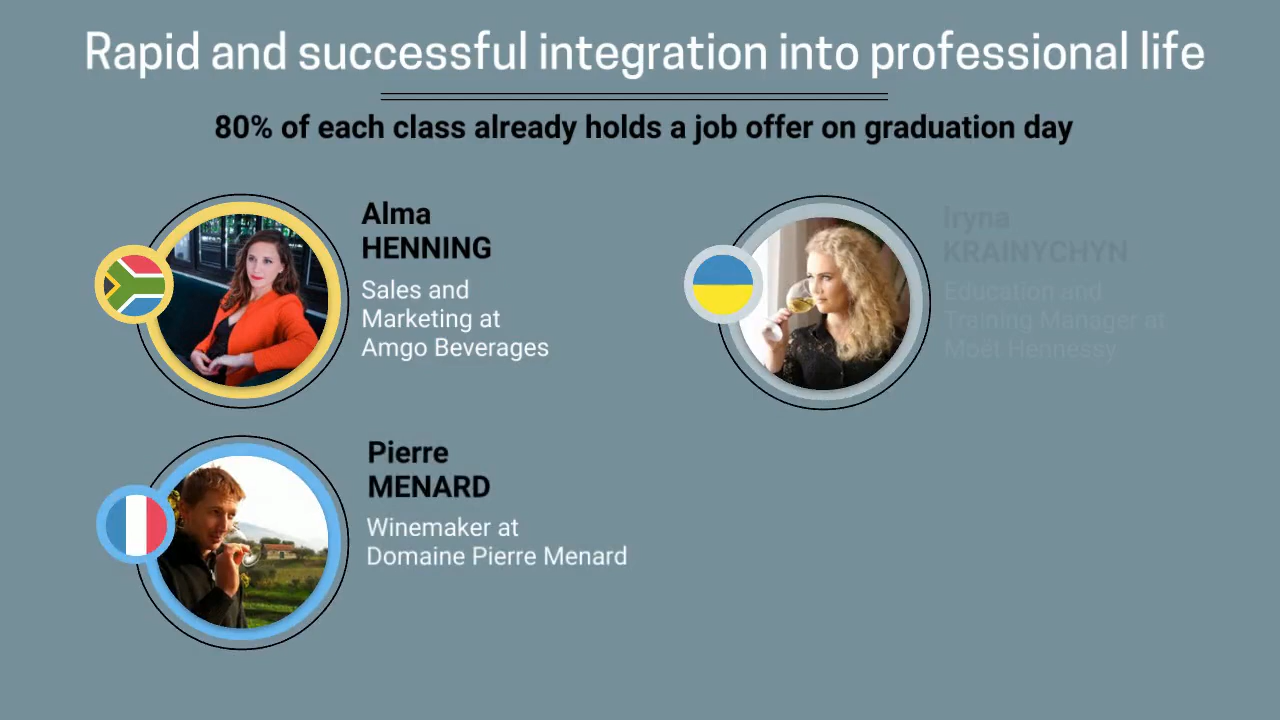 Rapid and successful integration into professional life
80% of each class already holds a job offer on graduation day
Alma
HENNING
Sales and
Marketing at
Amgo Beverages
Iryna
KRAINYCHYN
Education and
Training Manager at
Moët Hennessy
Pierre
MENARD
Winemaker at
Domaine Pierre Menard